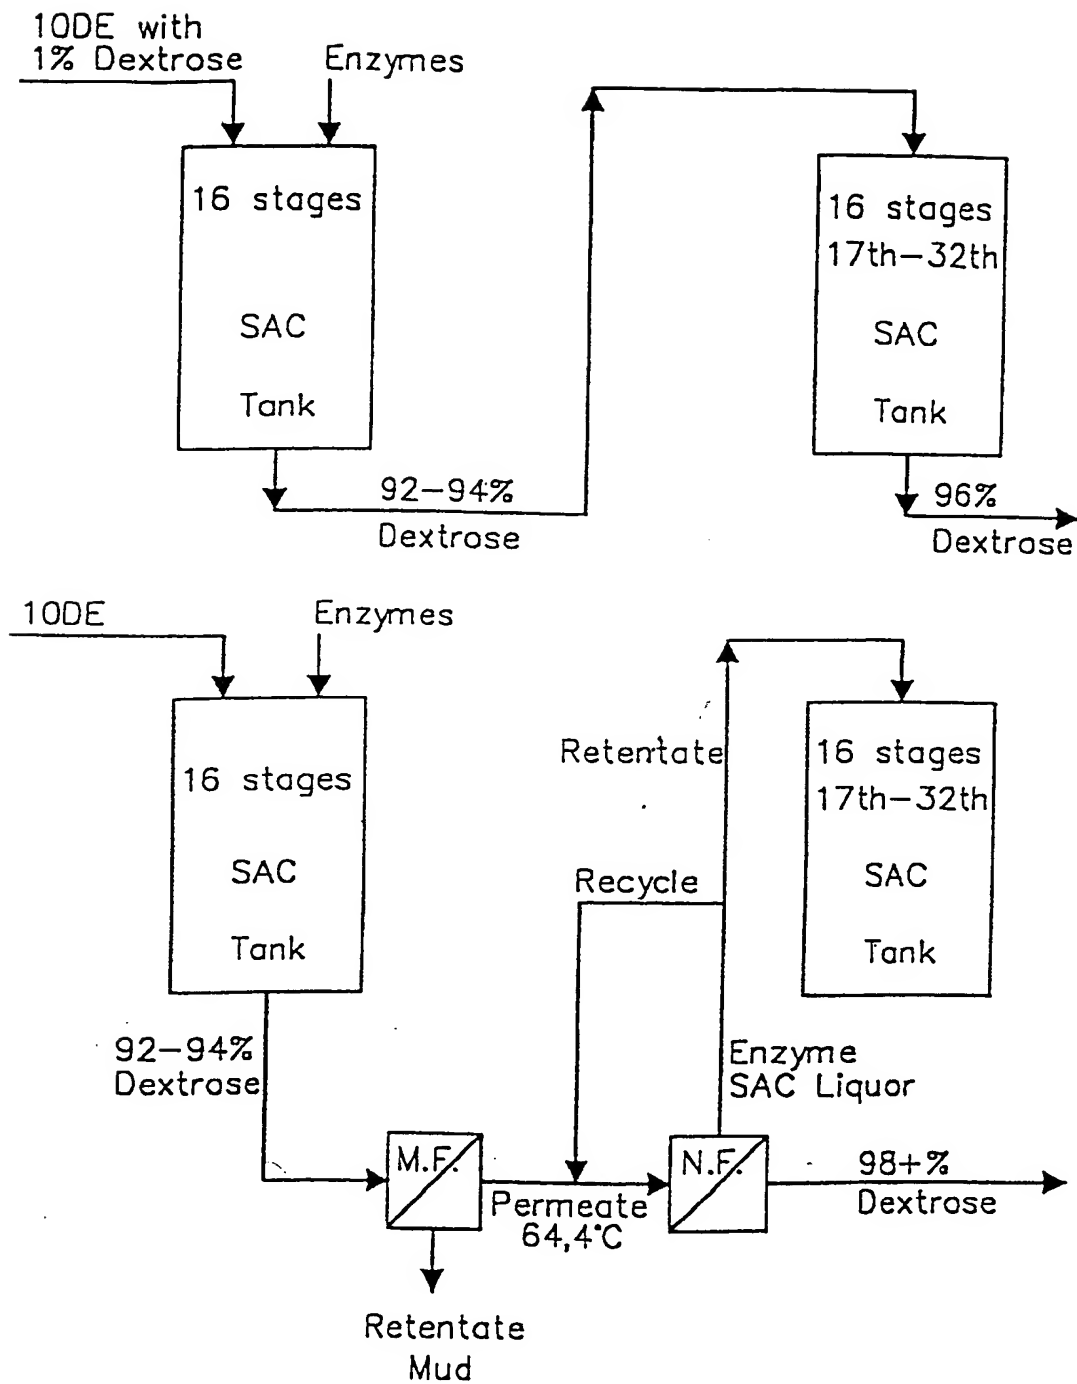 10DE with
1% Dextrose
Enzymes
16 stages
SAC
Tank
92-94%
Dextrose
16 stages
17th-32th
SAC
Tank
96%
Dextrose
10DE
Enzymes
16 stages
SAC
Tank
92-94%
Dextrose
M.F.
Retentate
Mud
Permeate
64,4°C
Recycle
Retentate
N.F.
Enzyme
SAC Liquor
98+%
Dextrose
16 stages
17th-32th
SAC
Tank